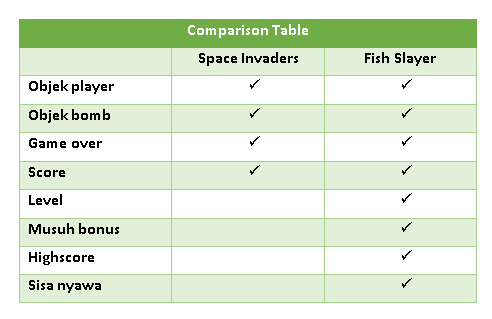 Comparison Table
Space Invaders Fish Slayer
Objek player ✓ ✓
Objek bomb ✓ ✓
Game over ✓ ✓
Score ✓ ✓
Level ✓
Musuh bonus ✓
Highscore ✓
Sisa nyawa ✓